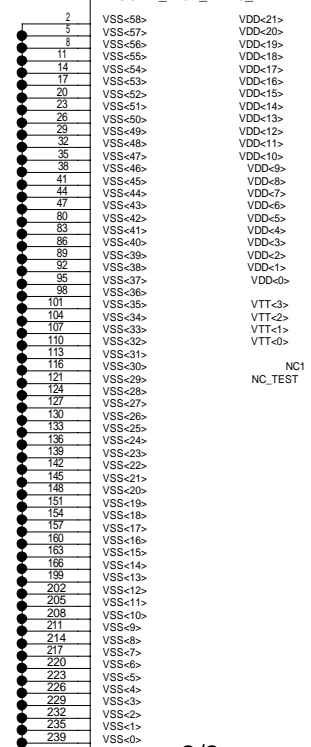 2 VSS<58> VDD<21>
5 VSS<57> VDD<20>
8 VSS<56> VDD<19>
11 VSS<55> VDD<18>
14 VSS<54> VDD<17>
17 VSS<53> VDD<16>
20 VSS<52> VDD<15>
23 VSS<51> VDD<14>
26 VSS<50> VDD<13>
29 VSS<49> VDD<12>
32 VSS<48> VDD<11>
35 VSS<47> VDD<10>
38 VSS<46> VDD<9>
41 VSS<45> VDD<8>
44 VSS<44> VDD<7>
47 VSS<43> VDD<6>
80 VSS<42> VDD<5>
83 VSS<41> VDD<4>
86 VSS<40> VDD<3>
89 VSS<39> VDD<2>
92 VSS<38> VDD<1>
95 VSS<37> VDD<0>
98 VSS<36>
101 VSS<35> VTT<3>
104 VSS<34> VTT<2>
107 VSS<33> VTT<1>
110 VSS<32> VTT<0>
113 VSS<31>
116 VSS<30> NC1
121 VSS<29> NC_TEST
124 VSS<28>
127 VSS<27>
130 VSS<26>
133 VSS<25>
136 VSS<24>
139 VSS<23>
142 VSS<22>
145 VSS<21>
148 VSS<20>
151 VSS<19>
154 VSS<18>
157 VSS<17>
160 VSS<16>
163 VSS<15>
166 VSS<14>
199 VSS<13>
202 VSS<12>
205 VSS<11>
208 VSS<10>
211 VSS<9>
214 VSS<8>
217 VSS<7>
220 VSS<6>
223 VSS<5>
226 VSS<4>
229 VSS<3>
232 VSS<2>
235 VSS<1>
239 VSS<0>